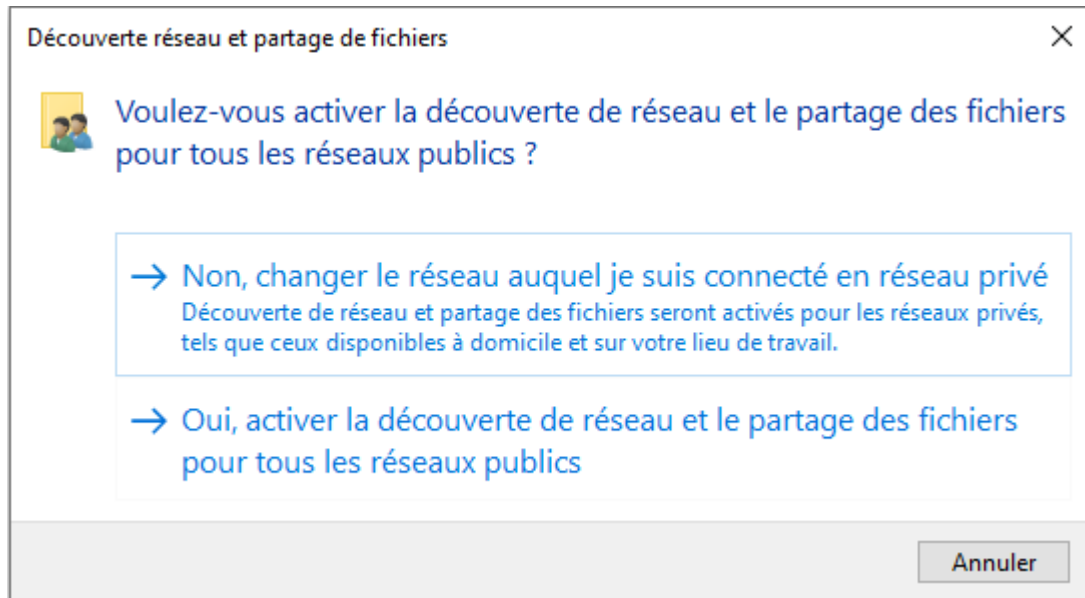 Découverte réseau et partage de fichiers
Voulez-vous activer la découverte de réseau et le partage des fichiers
pour tous les réseaux publics ?
→ Non, changer le réseau auquel je suis connecté en réseau privé
Découverte de réseau et partage des fichiers seront activés pour les réseaux privés,
tels que ceux disponibles à domicile et sur votre lieu de travail.
→ Oui, activer la découverte de réseau et le partage des fichiers
pour tous les réseaux publics
Annuler